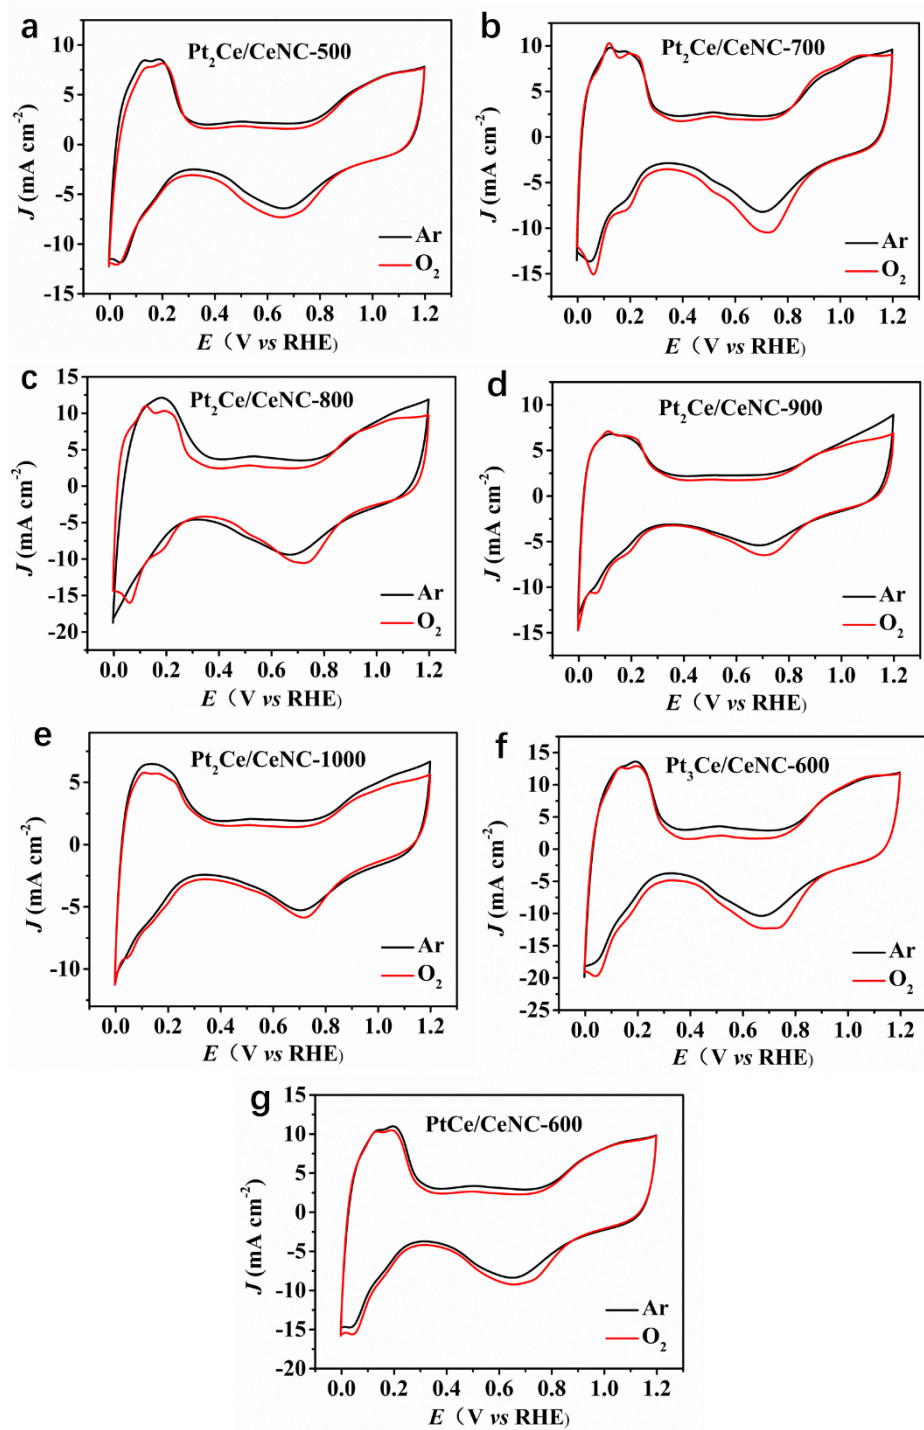 a
Pt₂Ce/CeNC-500
J (mA cm⁻²)
10
5
0
-5
-10
-15
Ar
O₂
0.0 0.2 0.4 0.6 0.8 1.0 1.2
E（V vs RHE）
b
Pt₂Ce/CeNC-700
J (mA cm⁻²)
10
5
0
-5
-10
-15
Ar
O₂
0.0 0.2 0.4 0.6 0.8 1.0 1.2
E（V vs RHE）
c
Pt₂Ce/CeNC-800
J (mA cm⁻²)
15
10
5
0
-5
-10
-15
-20
Ar
O₂
0.0 0.2 0.4 0.6 0.8 1.0 1.2
E（V vs RHE）
d
Pt₂Ce/CeNC-900
J (mA cm⁻²)
10
5
0
-5
-10
-15
Ar
O₂
0.0 0.2 0.4 0.6 0.8 1.0 1.2
E（V vs RHE）
e
Pt₂Ce/CeNC-1000
J (mA cm⁻²)
5
0
-5
-10
Ar
O₂
0.0 0.2 0.4 0.6 0.8 1.0 1.2
E（V vs RHE）
f
Pt₃Ce/CeNC-600
J (mA cm⁻²)
15
10
5
0
-5
-10
-15
-20
-25
Ar
O₂
0.0 0.2 0.4 0.6 0.8 1.0 1.2
E（V vs RHE）
g
PtCe/CeNC-600
J (mA cm⁻²)
15
10
5
0
-5
-10
-15
-20
Ar
O₂
0.0 0.2 0.4 0.6 0.8 1.0 1.2
E（V vs RHE）